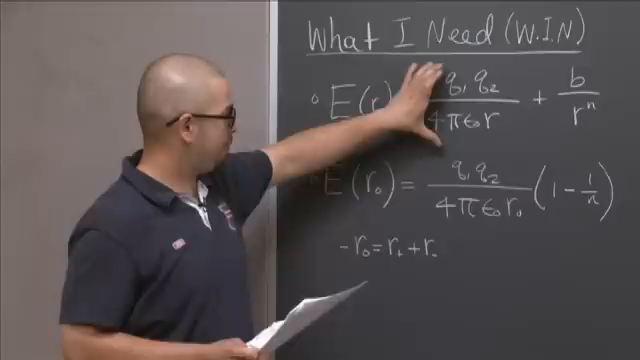 What I Need (W.I.N)
E(r) q₁q₂/4πε₀r + b/rⁿ
E(r₀) = q₁q₂/4πε₀r₀ (1 - 1/n)
- r₀ = r₊ + r₋